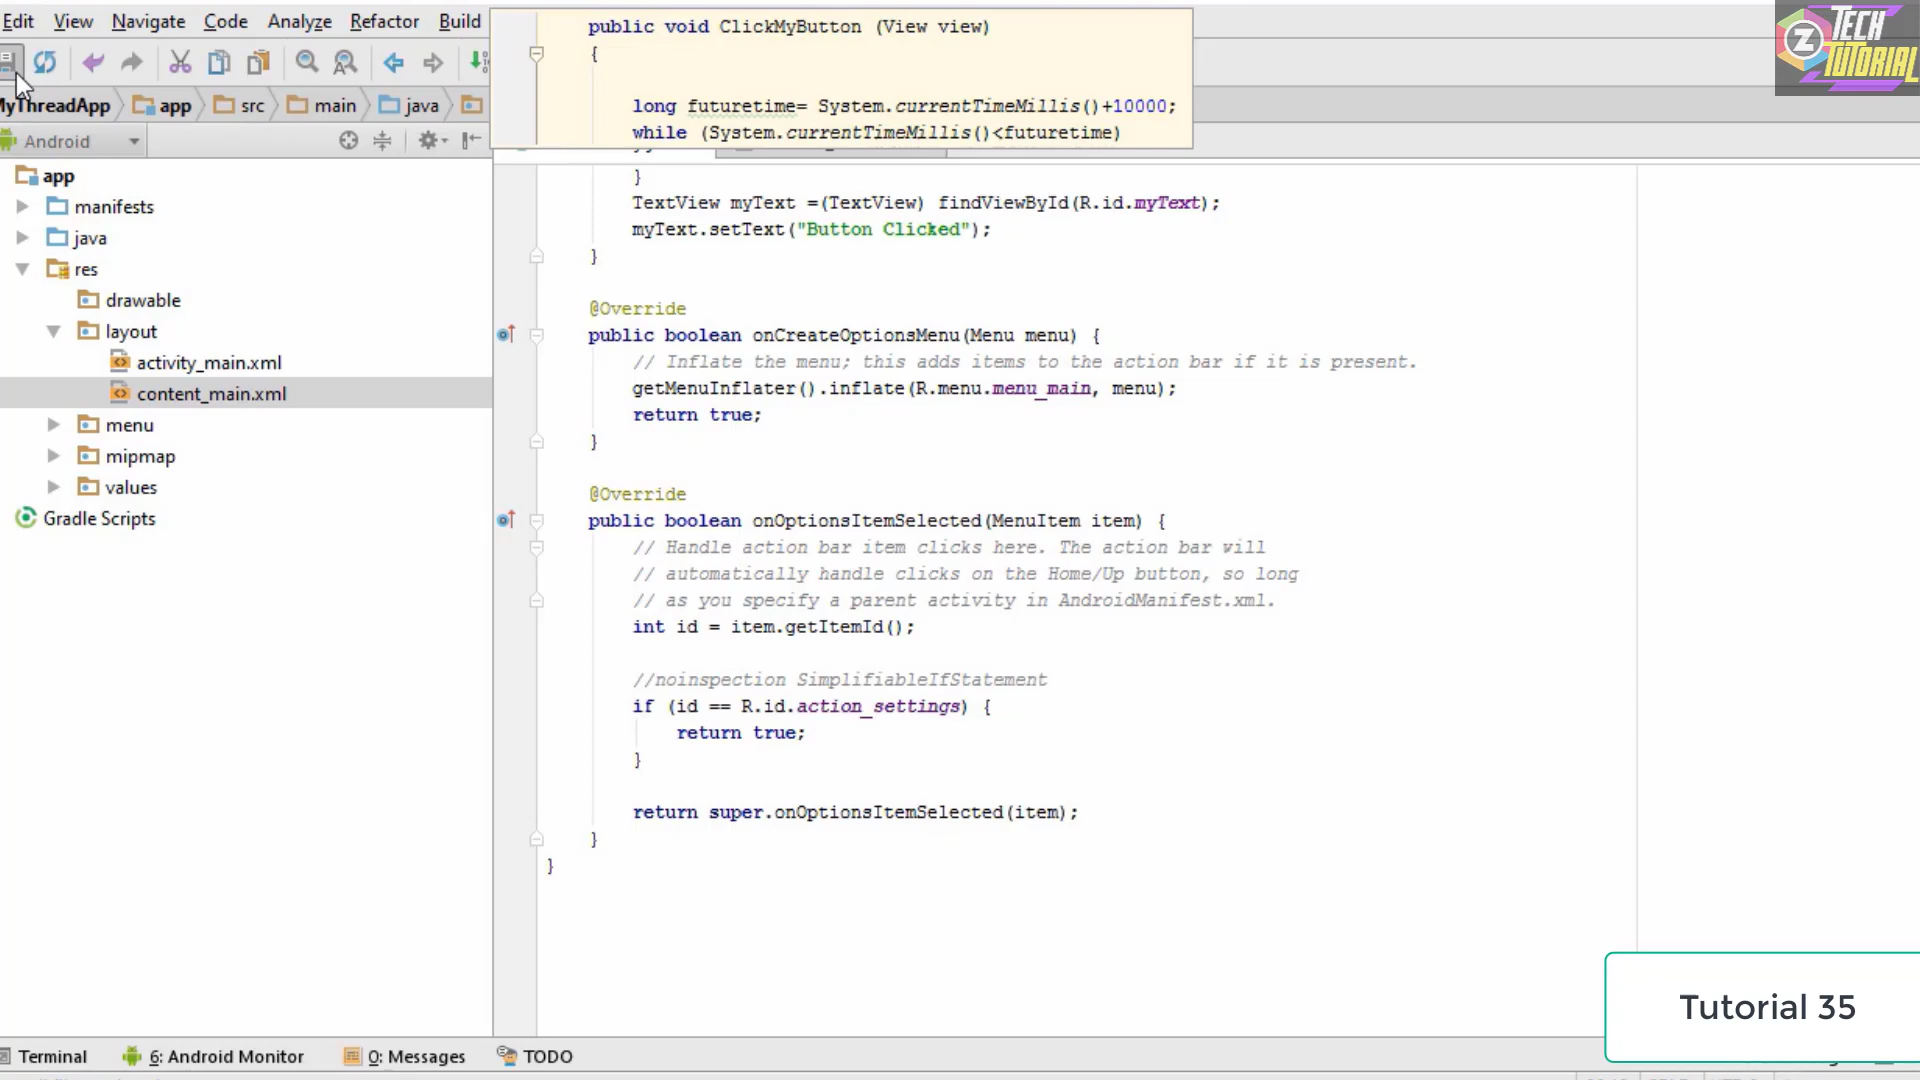 Edit View Navigate Code Analyze Refactor Build
MyThreadApp app src main java
Android
app
manifests
java
res
drawable
layout
activity_main.xml
content_main.xml
menu
mipmap
values
Gradle Scripts
public void ClickMyButton (View view)
{
long futuretime= System.currentTimeMillis()+10000;
while (System.currentTimeMillis()<futuretime)
}
TextView myText =(TextView) findViewById(R.id.myText);
myText.setText("Button Clicked");
}
@Override
public boolean onCreateOptionsMenu(Menu menu) {
// Inflate the menu; this adds items to the action bar if it is present.
getMenuInflater().inflate(R.menu.menu_main, menu);
return true;
}
@Override
public boolean onOptionsItemSelected(MenuItem item) {
// Handle action bar item clicks here. The action bar will
// automatically handle clicks on the Home/Up button, so long
// as you specify a parent activity in AndroidManifest.xml.
int id = item.getItemId();
//noinspection SimplifiableIfStatement
if (id == R.id.action_settings) {
return true;
}
return super.onOptionsItemSelected(item);
}
}
Z TECH
TUTORIAL
Tutorial 35
Terminal 6: Android Monitor 0: Messages TODO